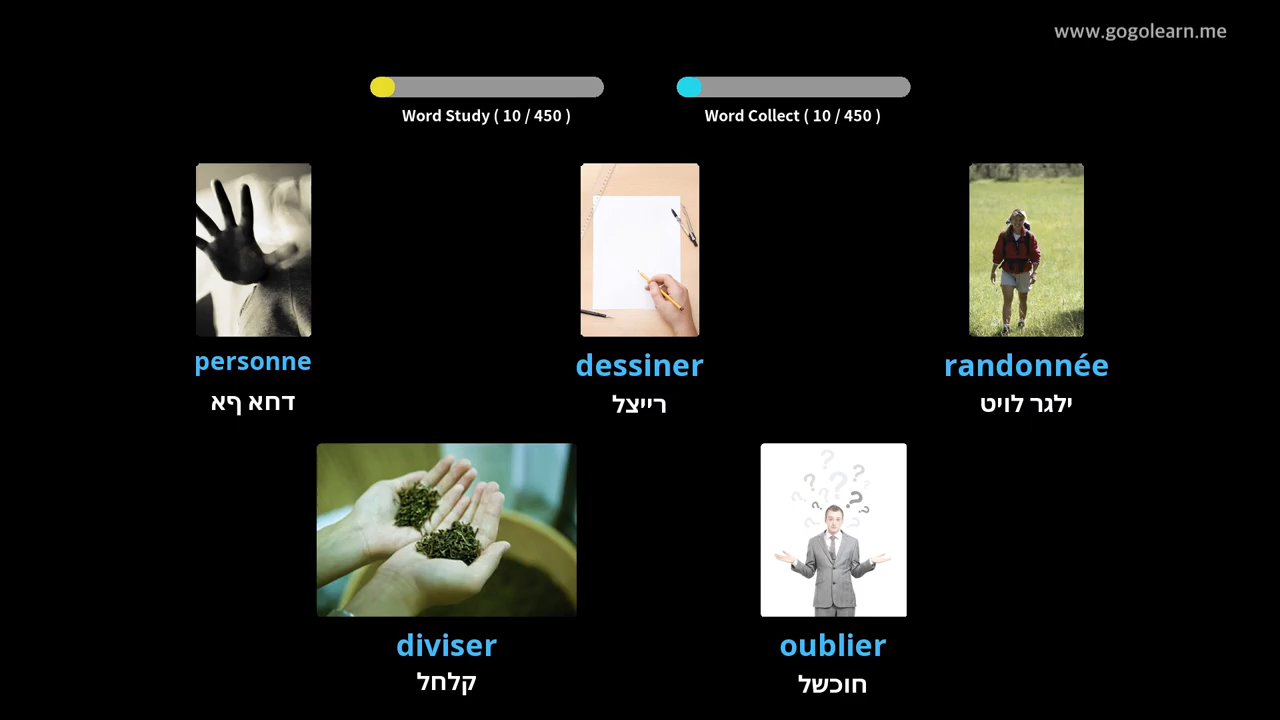 www.gogolearn.me
Word Study ( 10 / 450 )
Word Collect ( 10 / 450 )
personne
דחא ףא
dessiner
רייצל
randonnée
ילגר לויט
diviser
קלחל
oublier
חוכשל